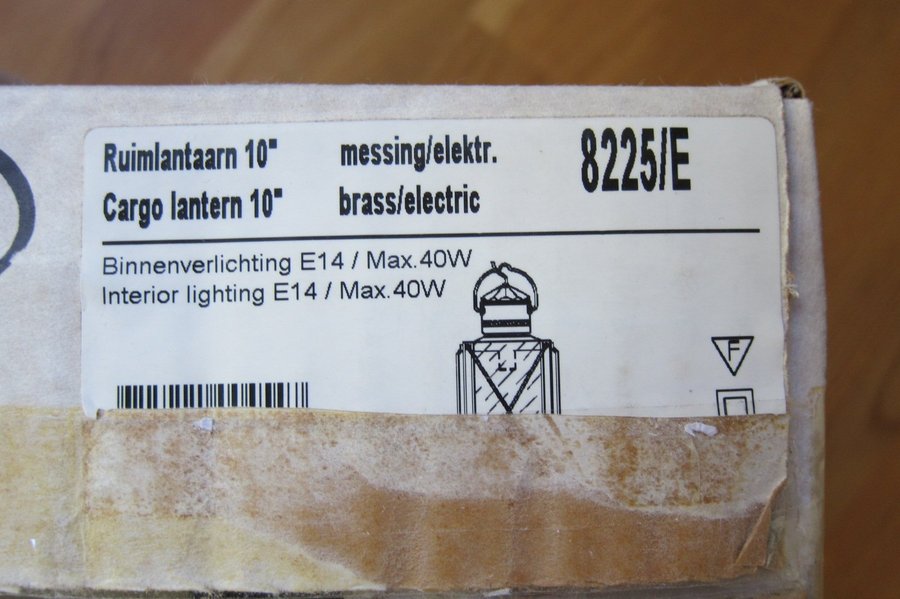 Ruimlantaarn 10" messing/elektr. 8225/E
Cargo lantern 10" brass/electric
Binnenverlichting E14 / Max.40W
Interior lighting E14 / Max.40W
F